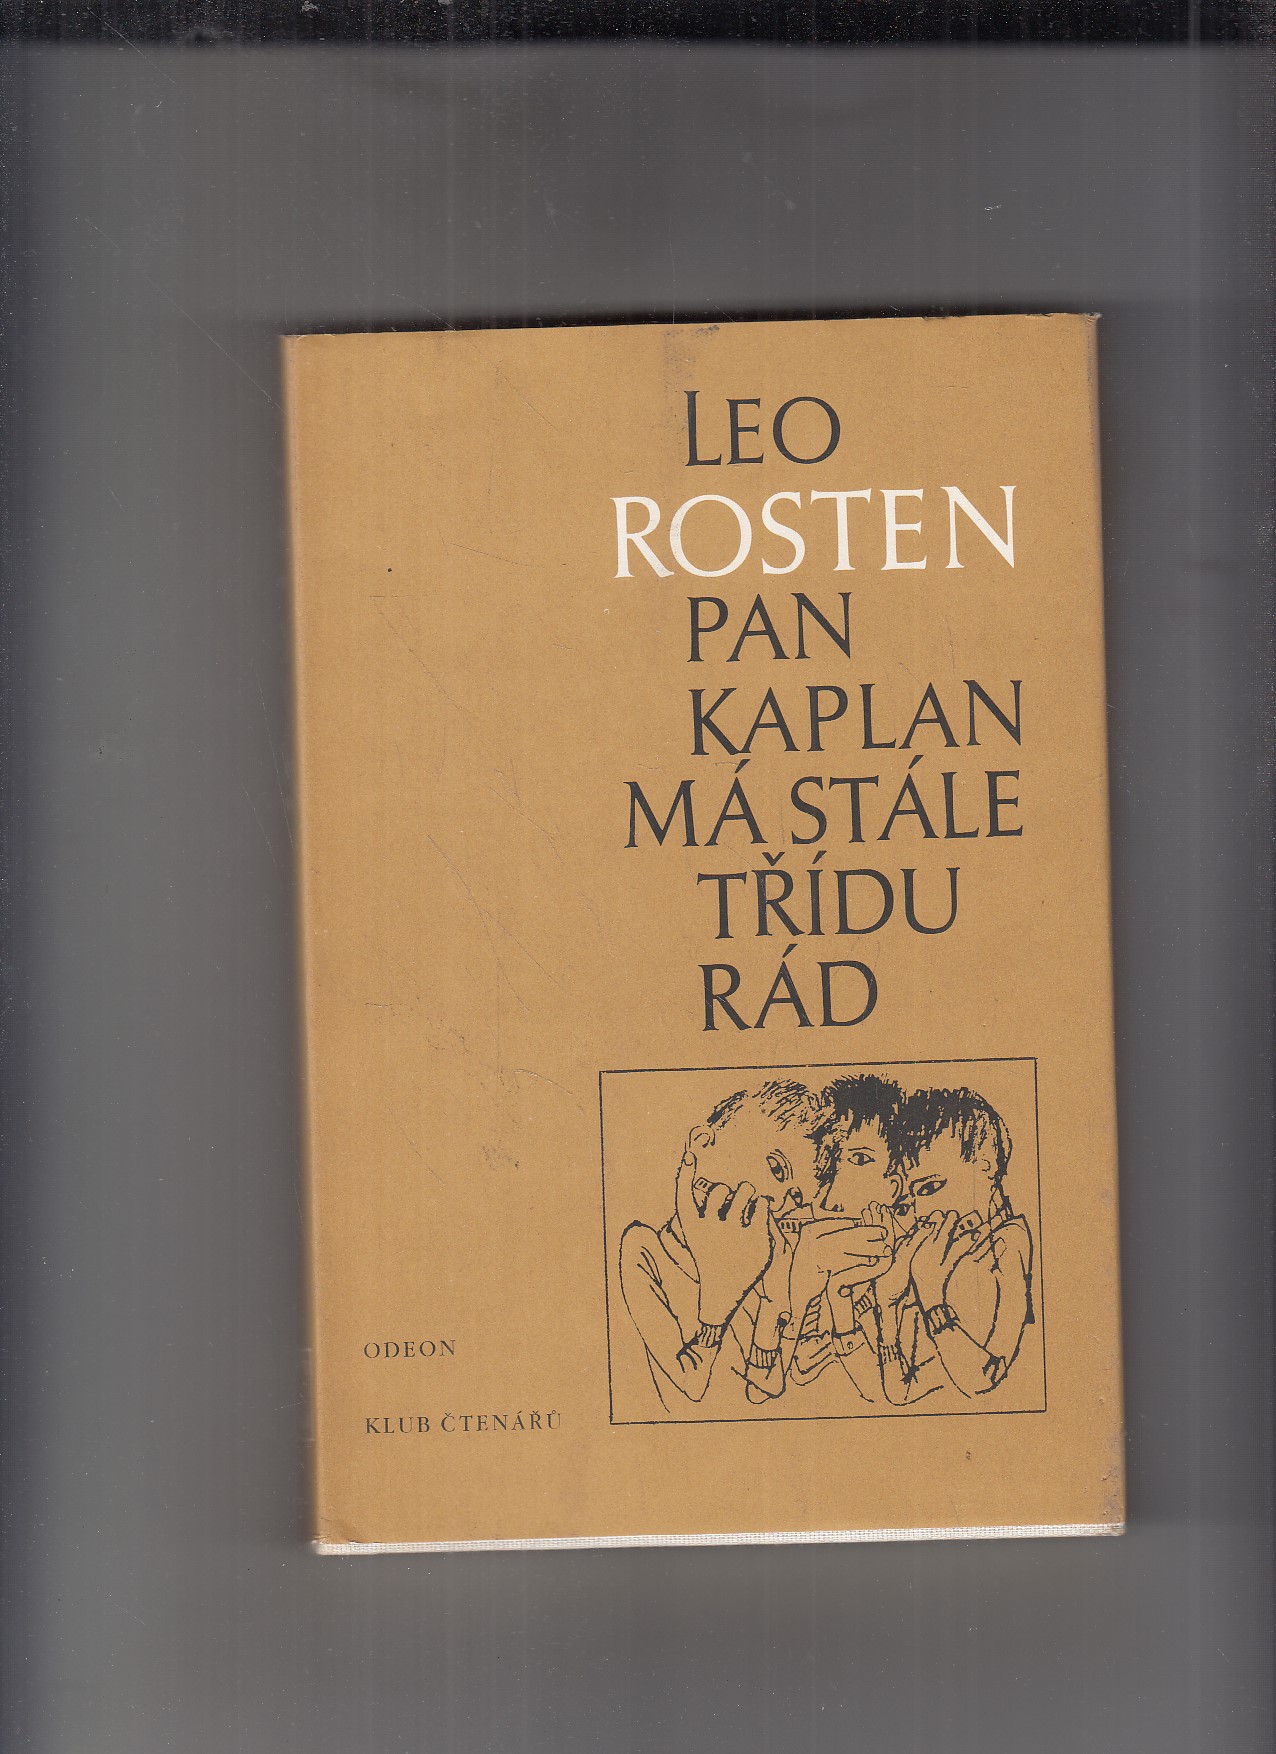 LEO
ROSTEN
PAN
KAPLAN
MÁ STÁLE
TŘÍDU
RÁD
ODEON
KLUB ČTENÁŘŮ